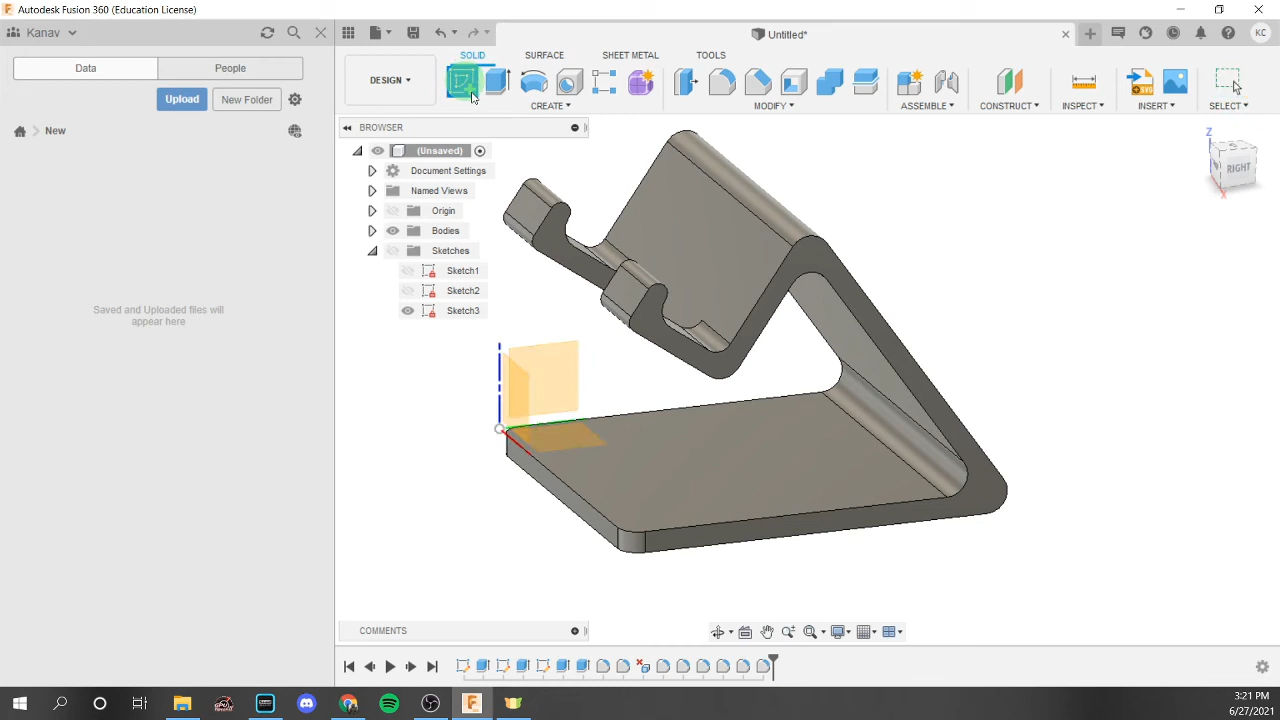 Autodesk Fusion 360 (Education License)
Kanav
Untitled*
KC
Data
People
DESIGN
SOLID
SURFACE
SHEET METAL
TOOLS
Upload
New Folder
CREATE
MODIFY
ASSEMBLE
CONSTRUCT
INSPECT
INSERT
SELECT
New
BROWSER
(Unsaved)
Document Settings
Named Views
Origin
Bodies
Sketches
Sketch1
Sketch2
Sketch3
Z
RIGHT
X
Saved and Uploaded files will
appear here
COMMENTS
3:21 PM
6/27/2021